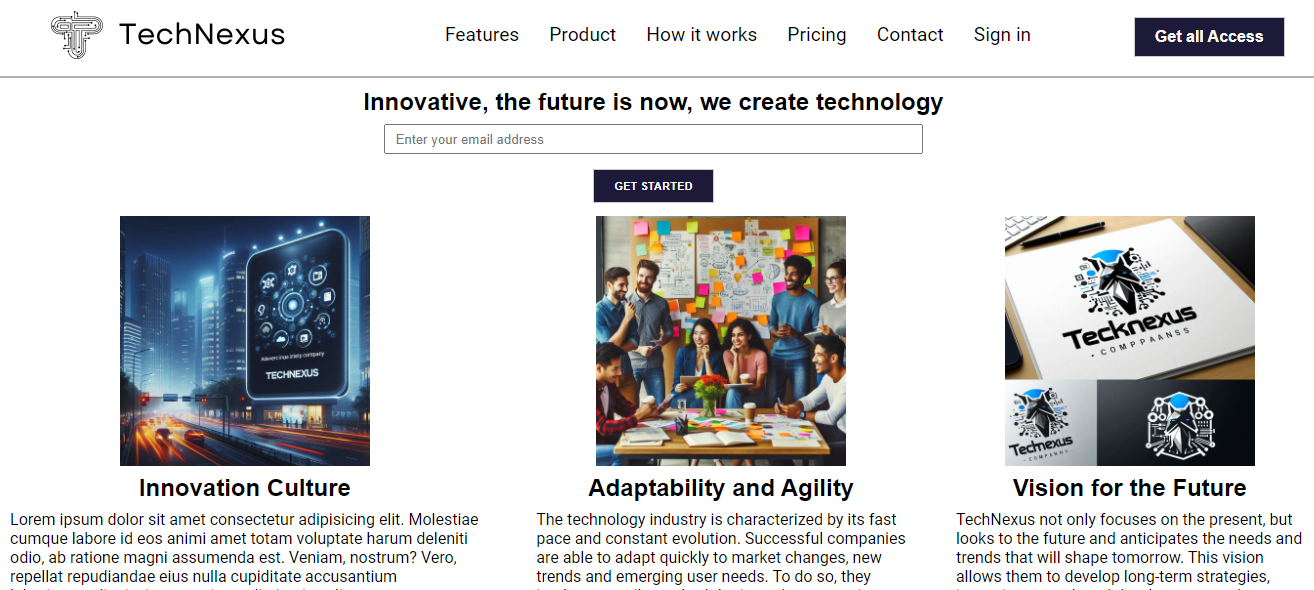 TechNexus
Features Product How it works Pricing Contact Sign in
Get all Access
Innovative, the future is now, we create technology
Enter your email address
GET STARTED
TECHNEXUS
Tecknexus
COMPPAANSS
Technexus
Innovation Culture
Lorem ipsum dolor sit amet consectetur adipisicing elit. Molestiae
cumque labore id eos animi amet totam voluptate harum deleniti
odio, ab ratione magni assumenda est. Veniam, nostrum? Vero,
repellat repudiandae eius nulla cupiditate accusantium
Adaptability and Agility
The technology industry is characterized by its fast
pace and constant evolution. Successful companies
are able to adapt quickly to market changes, new
trends and emerging user needs. To do so, they
Vision for the Future
TechNexus not only focuses on the present, but
looks to the future and anticipates the needs and
trends that will shape tomorrow. This vision
allows them to develop long-term strategies,